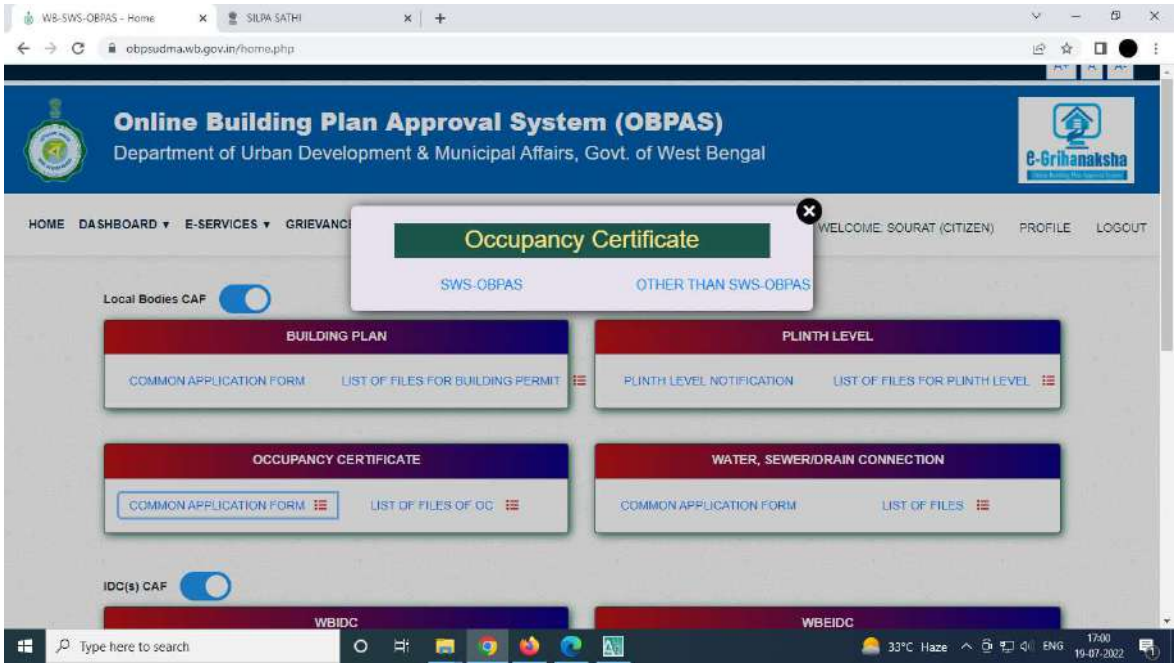 WB-SWS-OBPAS - Home
SILPA SATHI
obpsudma.wb.gov.in/home.php
A+ A A-
Online Building Plan Approval System (OBPAS)
Department of Urban Development & Municipal Affairs, Govt. of West Bengal
e-Grihanaksha
HOME DASHBOARD ▾ E-SERVICES ▾ GRIEVANC
WELCOME: SOURAT (CITIZEN) PROFILE LOGOUT
Occupancy Certificate
SWS-OBPAS OTHER THAN SWS-OBPAS
Local Bodies CAF
BUILDING PLAN
COMMON APPLICATION FORM LIST OF FILES FOR BUILDING PERMIT
PLINTH LEVEL
PLINTH LEVEL NOTIFICATION LIST OF FILES FOR PLINTH LEVEL
OCCUPANCY CERTIFICATE
COMMON APPLICATION FORM LIST OF FILES OF OC
WATER, SEWER/DRAIN CONNECTION
COMMON APPLICATION FORM LIST OF FILES
IDC(s) CAF
WBIDC
WBEIDC
Type here to search
33°C Haze ENG
17:00
19-07-2022